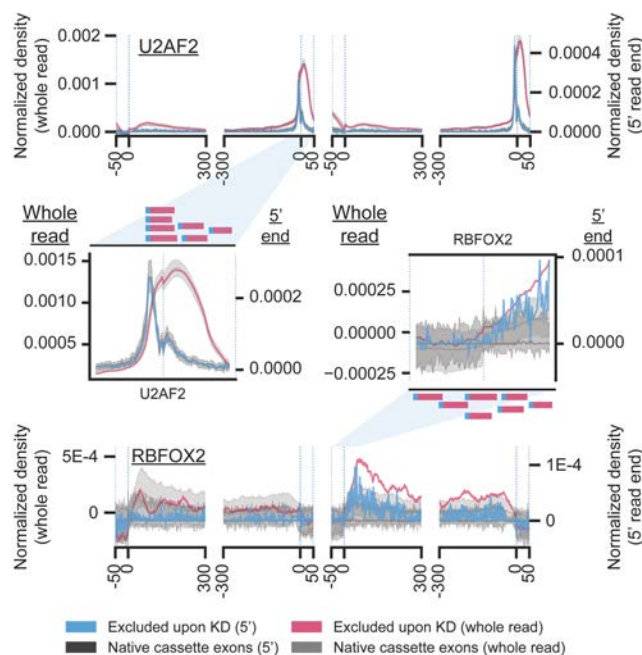 Normalized density
(whole read)
0.002
0.001
0.000
U2AF2
-50
0
300
300
0
50
-50
0
300
300
0
50
0.0004
0.0002
0.0000
Normalized density
(5' read end)
Whole
read
5'
end
0.0015
0.0010
0.0005
0.0002
0.0000
U2AF2
Whole
read
5'
end
RBFOX2
0.00025
0.00000
−0.00025
0.0001
0.0000
Normalized density
(whole read)
5E-4
0
RBFOX2
-50
0
300
300
0
50
-50
0
300
300
0
50
1E-4
0
Normalized density
(5' read end)
Excluded upon KD (5')
Excluded upon KD (whole read)
Native cassette exons (5')
Native cassette exons (whole read)